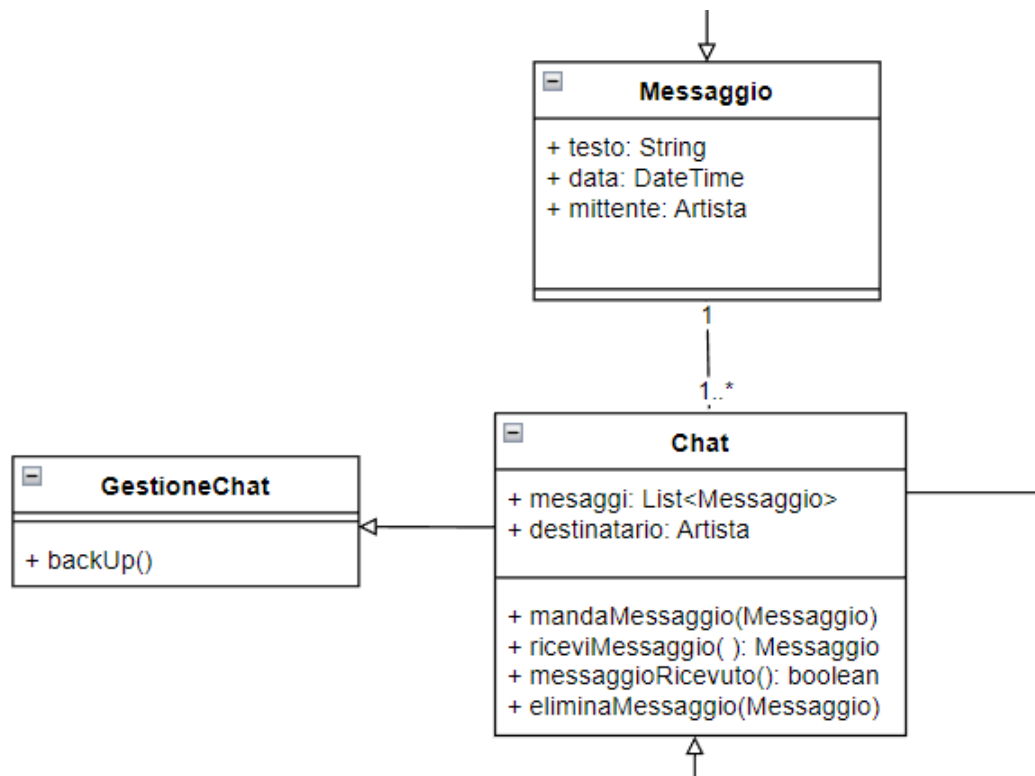 Messaggio
+ testo: String
+ data: DateTime
+ mittente: Artista
1
1..*
Chat
+ mesaggi: List<Messaggio>
+ destinatario: Artista
+ mandaMessaggio(Messaggio)
+ riceviMessaggio( ): Messaggio
+ messaggioRicevuto(): boolean
+ eliminaMessaggio(Messaggio)
GestioneChat
+ backUp()